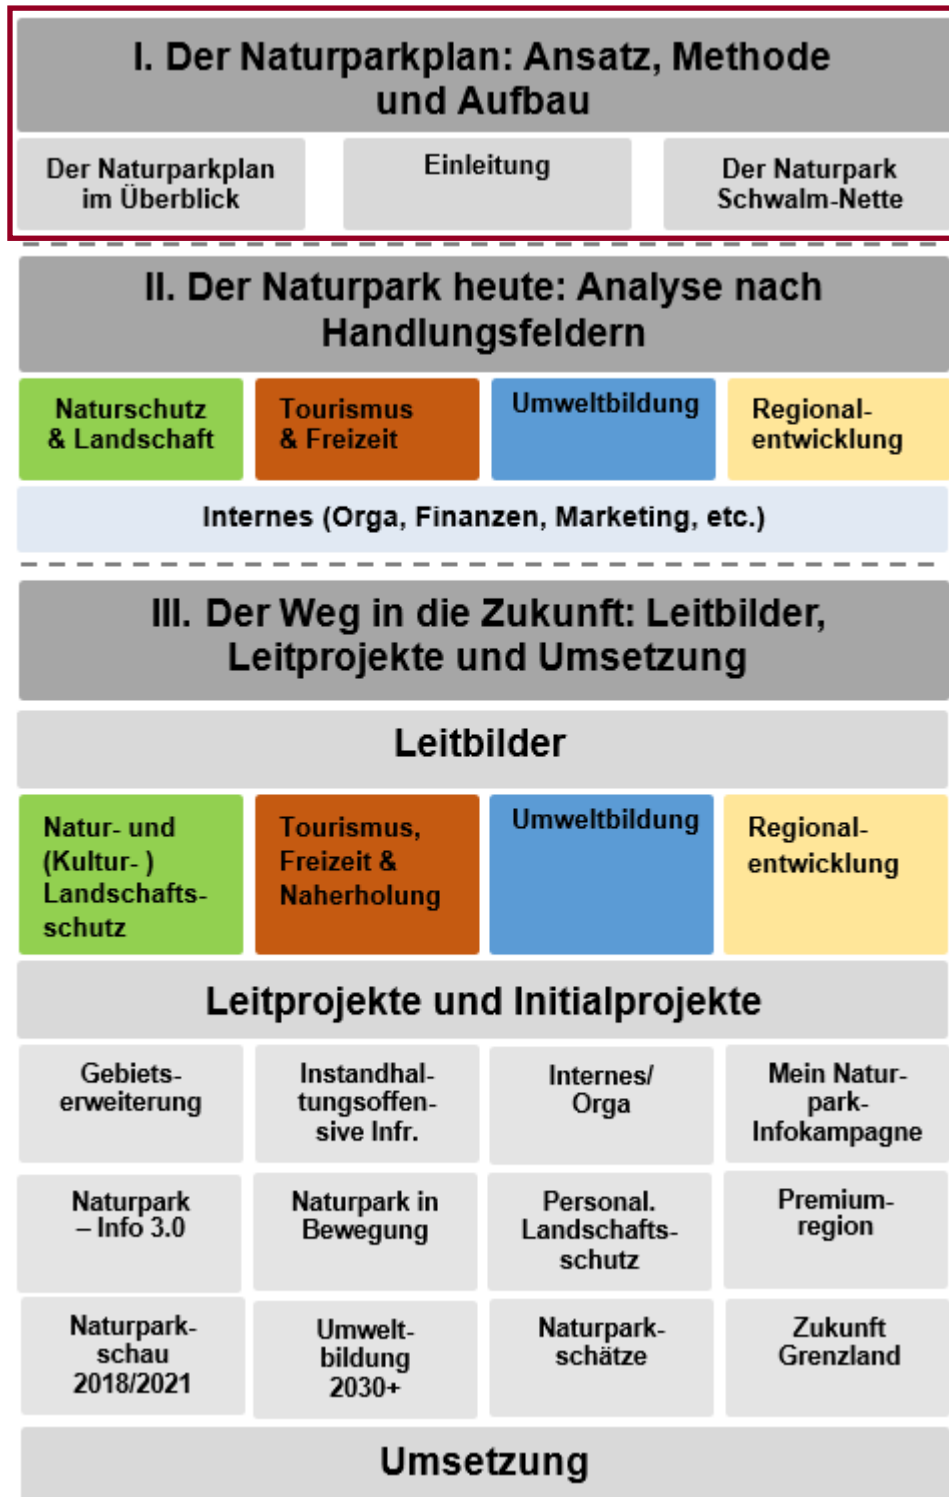 I. Der Naturparkplan: Ansatz, Methode
und Aufbau
Der Naturparkplan
im Überblick
Einleitung
Der Naturpark
Schwalm-Nette
II. Der Naturpark heute: Analyse nach
Handlungsfeldern
Naturschutz
& Landschaft
Tourismus
& Freizeit
Umweltbildung
Regional-
entwicklung
Internes (Orga, Finanzen, Marketing, etc.)
III. Der Weg in die Zukunft: Leitbilder,
Leitprojekte und Umsetzung
Leitbilder
Natur- und
(Kultur- )
Landschafts-
schutz
Tourismus,
Freizeit &
Naherholung
Umweltbildung
Regional-
entwicklung
Leitprojekte und Initialprojekte
Gebiets-
erweiterung
Instandhal-
tungsoffen-
sive Infr.
Internes/
Orga
Mein Natur-
park-
Infokampagne
Naturpark
– Info 3.0
Naturpark in
Bewegung
Personal.
Landschafts-
schutz
Premium-
region
Naturpark-
schau
2018/2021
Umwelt-
bildung
2030+
Naturpark-
schätze
Zukunft
Grenzland
Umsetzung